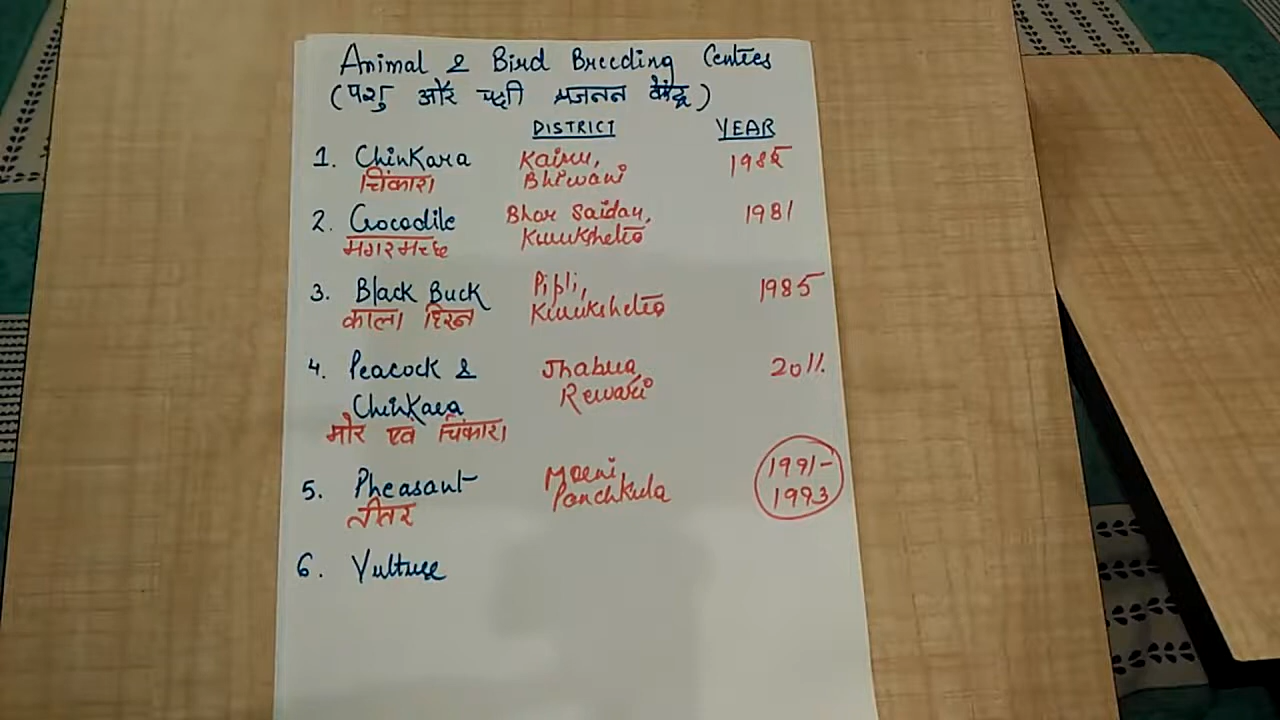 Animal & Bird Breeding Centres
(पशु और पक्षी प्रजनन केन्द्र)
DISTRICT YEAR
1. Chinkara Kairu, 1985
चिंकारा Bhiwani
2. Crocodile Bhor Saidan, 1981
मगरमच्छ Kurukshetra
3. Black Buck Pipli, 1985
काला हिरन Kurukshetra
4. Peacock & Jhabua 2011.
Chinkara Rewari
मोर एवं चिंकारा
5. Pheasant Morni 1991-
तीतर Panchkula 1993
6. Vulture